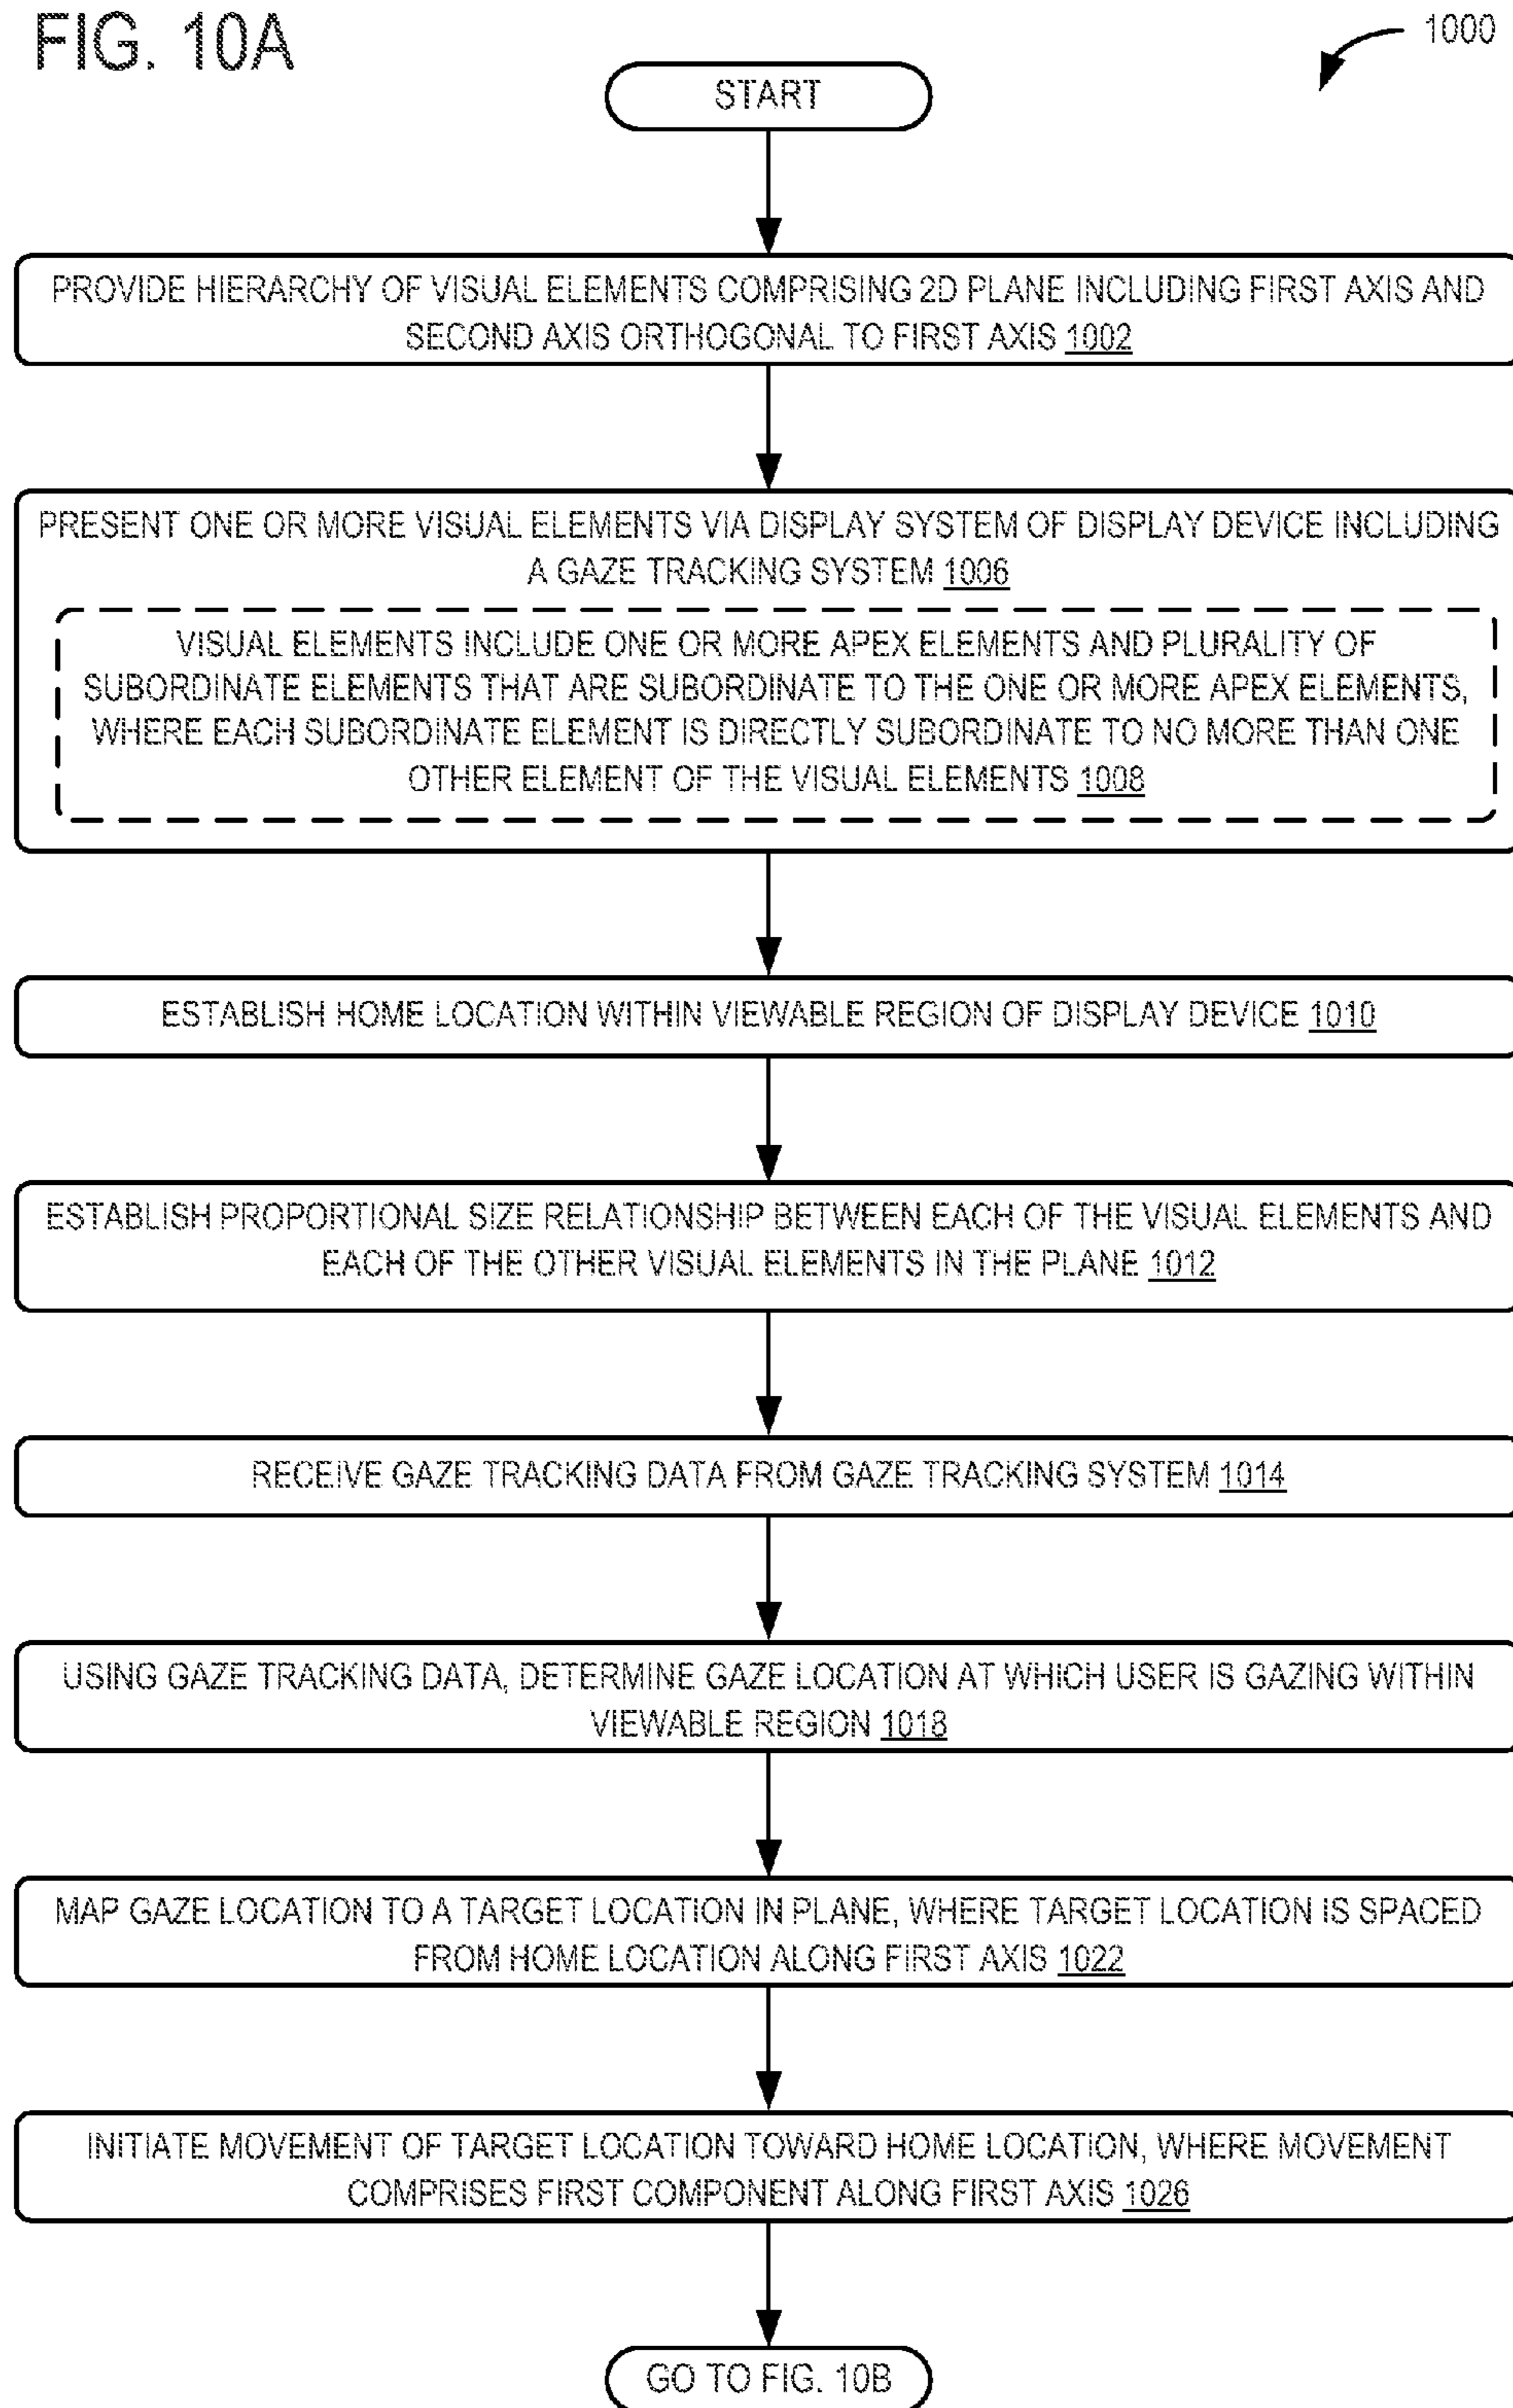 FIG. 10A
1000
START
PROVIDE HIERARCHY OF VISUAL ELEMENTS COMPRISING 2D PLANE INCLUDING FIRST AXIS AND
SECOND AXIS ORTHOGONAL TO FIRST AXIS 1002
PRESENT ONE OR MORE VISUAL ELEMENTS VIA DISPLAY SYSTEM OF DISPLAY DEVICE INCLUDING
A GAZE TRACKING SYSTEM 1006
VISUAL ELEMENTS INCLUDE ONE OR MORE APEX ELEMENTS AND PLURALITY OF
SUBORDINATE ELEMENTS THAT ARE SUBORDINATE TO THE ONE OR MORE APEX ELEMENTS,
WHERE EACH SUBORDINATE ELEMENT IS DIRECTLY SUBORDINATE TO NO MORE THAN ONE
OTHER ELEMENT OF THE VISUAL ELEMENTS 1008
ESTABLISH HOME LOCATION WITHIN VIEWABLE REGION OF DISPLAY DEVICE 1010
ESTABLISH PROPORTIONAL SIZE RELATIONSHIP BETWEEN EACH OF THE VISUAL ELEMENTS AND
EACH OF THE OTHER VISUAL ELEMENTS IN THE PLANE 1012
RECEIVE GAZE TRACKING DATA FROM GAZE TRACKING SYSTEM 1014
USING GAZE TRACKING DATA, DETERMINE GAZE LOCATION AT WHICH USER IS GAZING WITHIN
VIEWABLE REGION 1018
MAP GAZE LOCATION TO A TARGET LOCATION IN PLANE, WHERE TARGET LOCATION IS SPACED
FROM HOME LOCATION ALONG FIRST AXIS 1022
INITIATE MOVEMENT OF TARGET LOCATION TOWARD HOME LOCATION, WHERE MOVEMENT
COMPRISES FIRST COMPONENT ALONG FIRST AXIS 1026
GO TO FIG. 10B